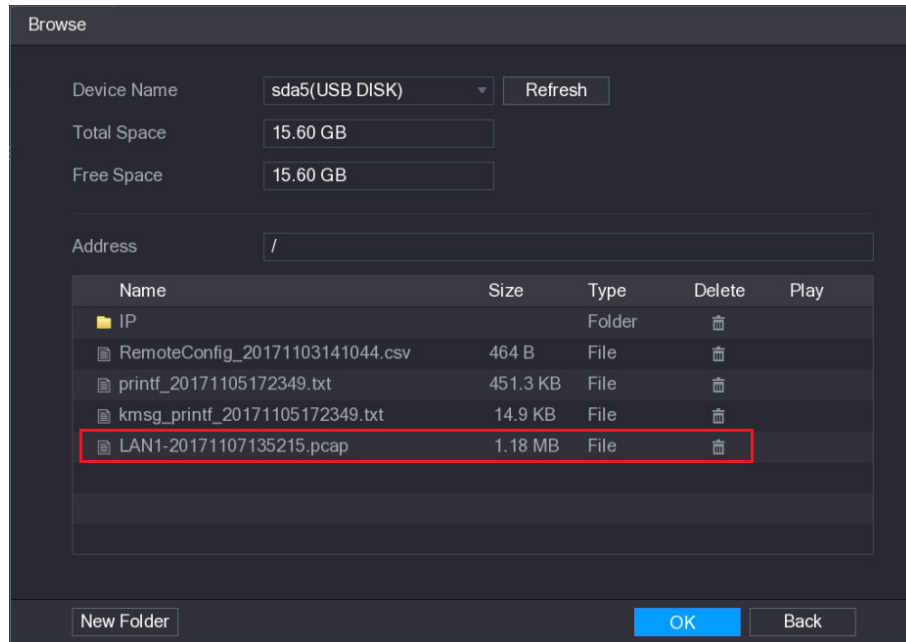 Browse
Device Name sda5(USB DISK) Refresh
Total Space 15.60 GB
Free Space 15.60 GB
Address /
Name Size Type Delete Play
IP Folder
RemoteConfig_20171103141044.csv 464 B File
printf_20171105172349.txt 451.3 KB File
kmsg_printf_20171105172349.txt 14.9 KB File
LAN1-20171107135215.pcap 1.18 MB File
New Folder OK Back